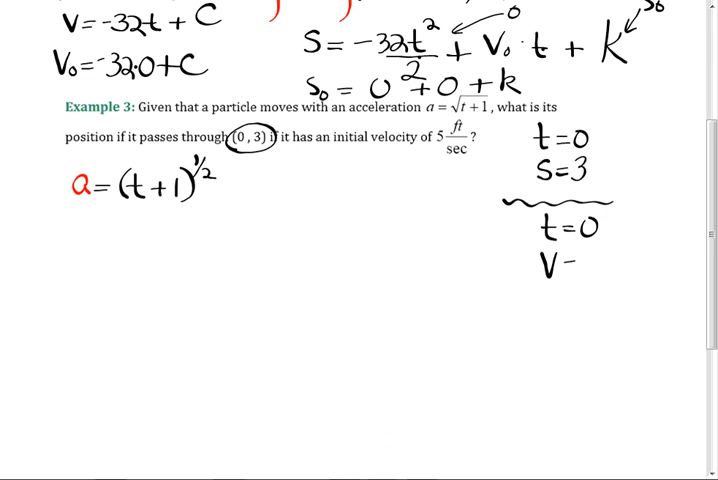 V = -32t + C
S = -32t²/2 + V₀ · t + k
0
S₀
V₀ = -32·0 + C
S₀ = 0 + 0 + k
Example 3: Given that a particle moves with an acceleration a = √(t + 1), what is its
position if it passes through (0, 3) if it has an initial velocity of 5 ft/sec?
t = 0
S = 3
a = (t + 1)^1/2
t = 0
V =